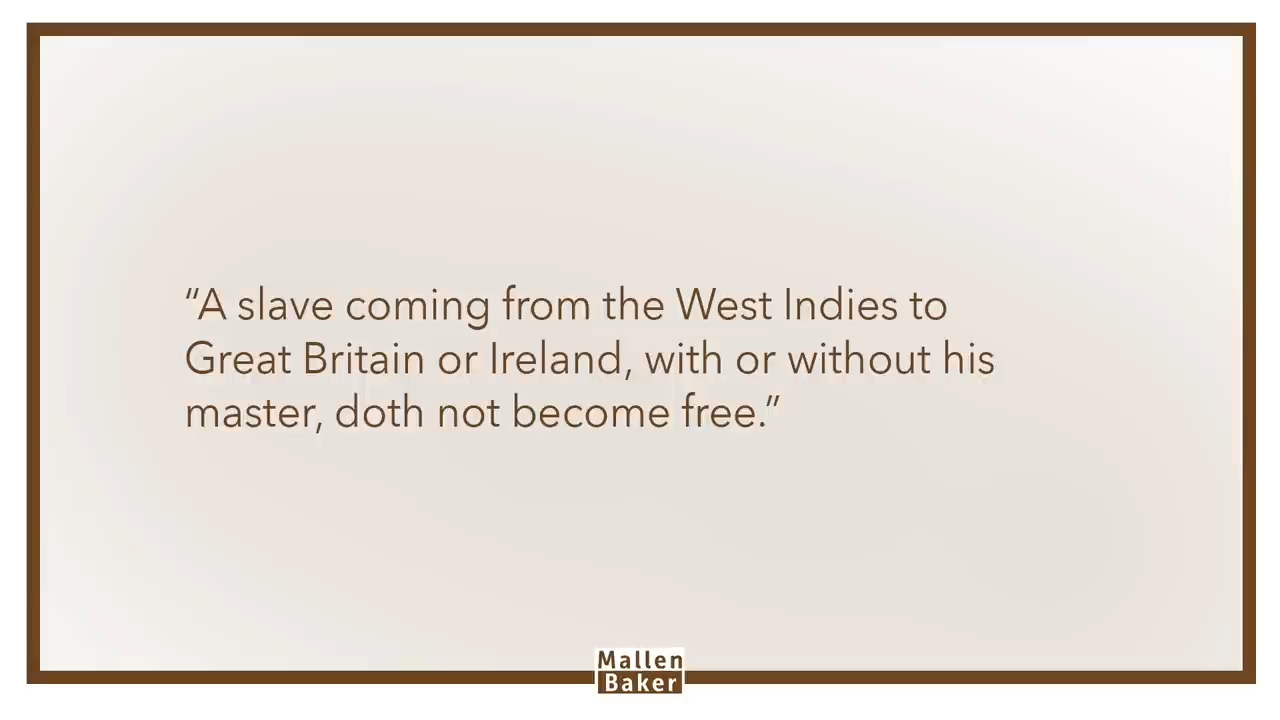 “A slave coming from the West Indies to
Great Britain or Ireland, with or without his
master, doth not become free.”
Mallen
Baker